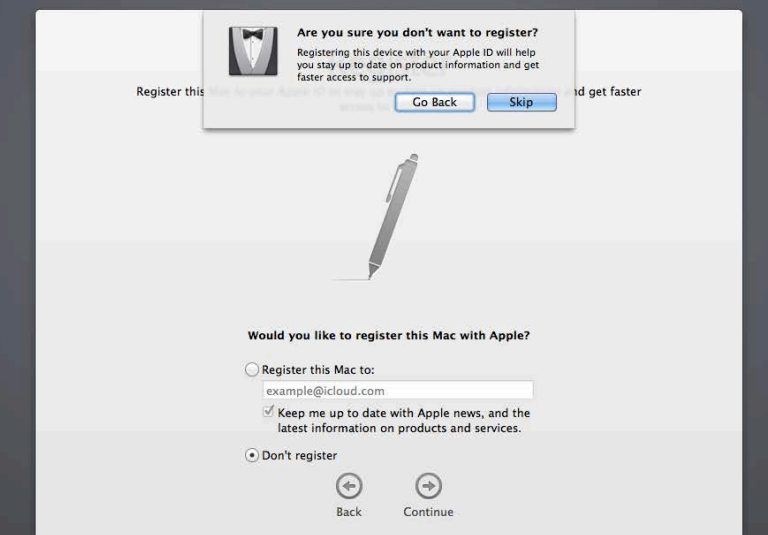 Are you sure you don't want to register?
Registering this device with your Apple ID will help
you stay up to date on product information and get
faster access to support.
Go Back
Skip
Register this
nd get faster
Would you like to register this Mac with Apple?
Register this Mac to:
example@icloud.com
Keep me up to date with Apple news, and the
latest information on products and services.
Don't register
Back
Continue